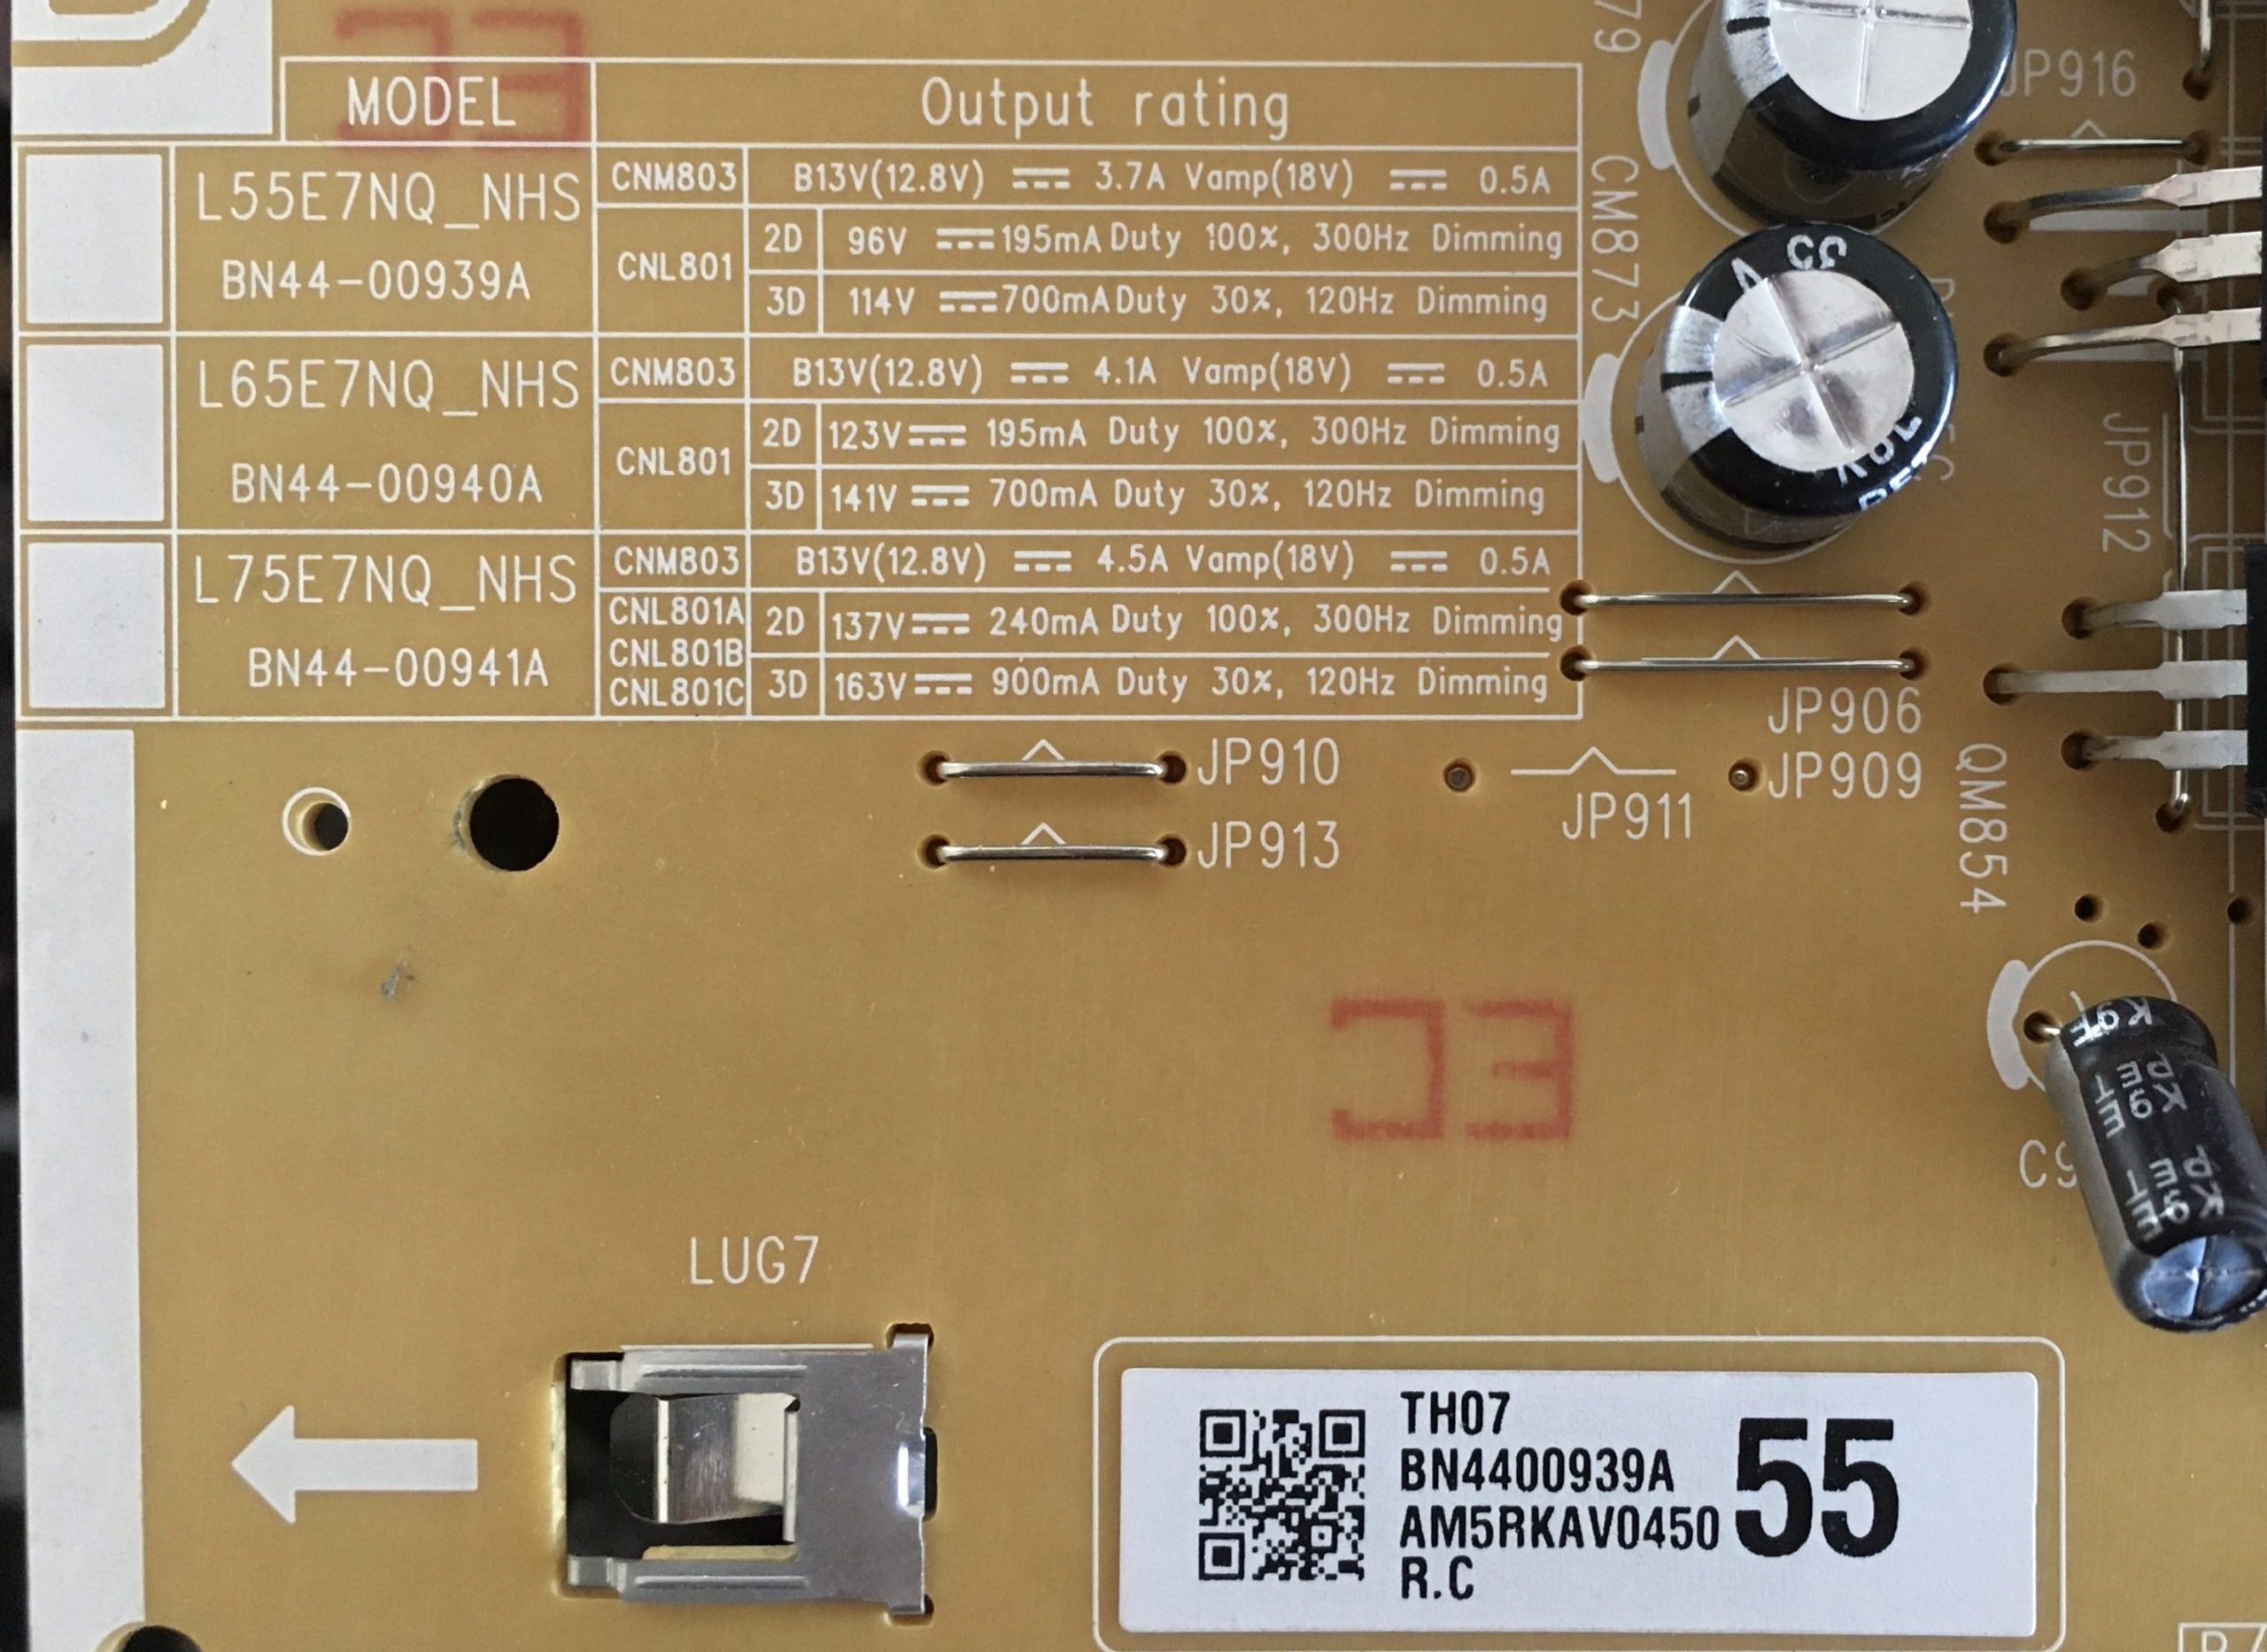 MODEL Output rating
L55E7NQ_NHS
BN44-00939A
CNM803 B13V(12.8V) ⎓ 3.7A Vamp(18V) ⎓ 0.5A
CNL801
2D 96V ⎓ 195mA Duty 100%, 300Hz Dimming
3D 114V ⎓ 700mA Duty 30%, 120Hz Dimming
L65E7NQ_NHS
BN44-00940A
CNM803 B13V(12.8V) ⎓ 4.1A Vamp(18V) ⎓ 0.5A
CNL801
2D 123V ⎓ 195mA Duty 100%, 300Hz Dimming
3D 141V ⎓ 700mA Duty 30%, 120Hz Dimming
L75E7NQ_NHS
BN44-00941A
CNM803 B13V(12.8V) ⎓ 4.5A Vamp(18V) ⎓ 0.5A
CNL801A
CNL801B
CNL801C
2D 137V ⎓ 240mA Duty 100%, 300Hz Dimming
3D 163V ⎓ 900mA Duty 30%, 120Hz Dimming
79
JP916
CM873
35V
JP912
JP906
JP910
JP909
JP911
JP913
QM854
LUG7
TH07
BN4400939A
AM5RKAV0450
R.C
55